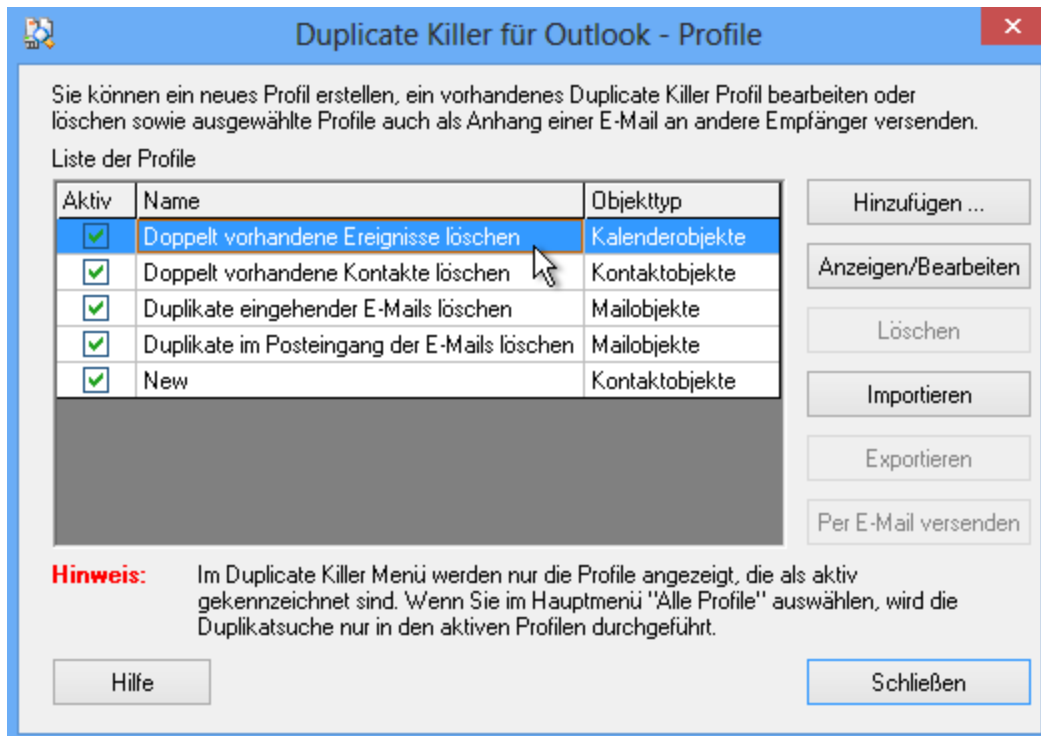 Duplicate Killer für Outlook - Profile
Sie können ein neues Profil erstellen, ein vorhandenes Duplicate Killer Profil bearbeiten oder
löschen sowie ausgewählte Profile auch als Anhang einer E-Mail an andere Empfänger versenden.
Liste der Profile
Aktiv Name Objekttyp
Doppelt vorhandene Ereignisse löschen Kalenderobjekte
Doppelt vorhandene Kontakte löschen Kontaktobjekte
Duplikate eingehender E-Mails löschen Mailobjekte
Duplikate im Posteingang der E-Mails löschen Mailobjekte
New Kontaktobjekte
Hinzufügen ...
Anzeigen/Bearbeiten
Löschen
Importieren
Exportieren
Per E-Mail versenden
Hinweis: Im Duplicate Killer Menü werden nur die Profile angezeigt, die als aktiv
gekennzeichnet sind. Wenn Sie im Hauptmenü "Alle Profile" auswählen, wird die
Duplikatsuche nur in den aktiven Profilen durchgeführt.
Hilfe
Schließen